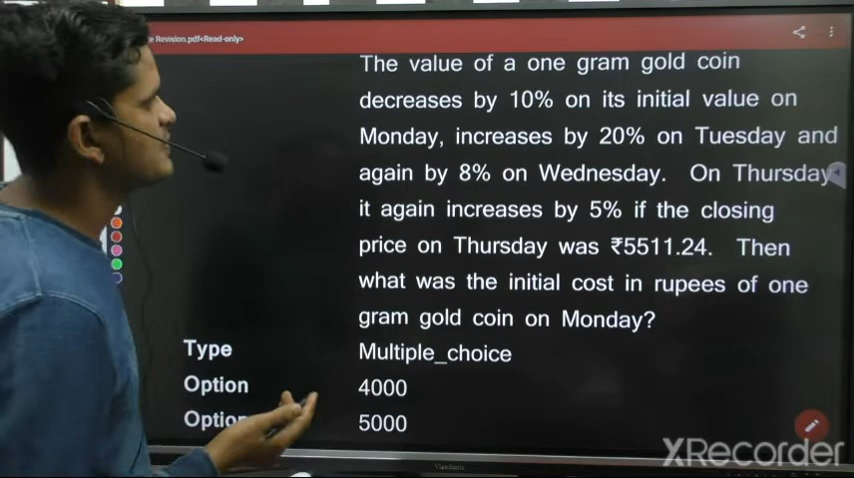 e Revision.pdf<Read-only>
The value of a one gram gold coin
decreases by 10% on its initial value on
Monday, increases by 20% on Tuesday and
again by 8% on Wednesday. On Thursday
it again increases by 5% if the closing
price on Thursday was ₹5511.24. Then
what was the initial cost in rupees of one
gram gold coin on Monday?
Type Multiple_choice
Option 4000
Optio 5000
ViewSonic
XRecorder